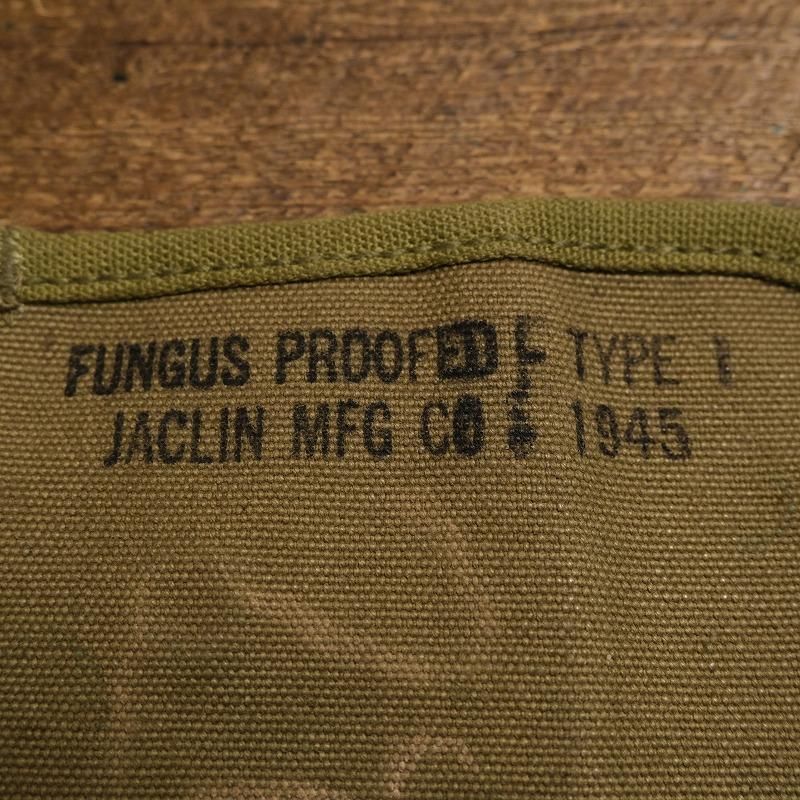 FUNGUS PROOFED TYPE I
JACLIN MFG CO 1945